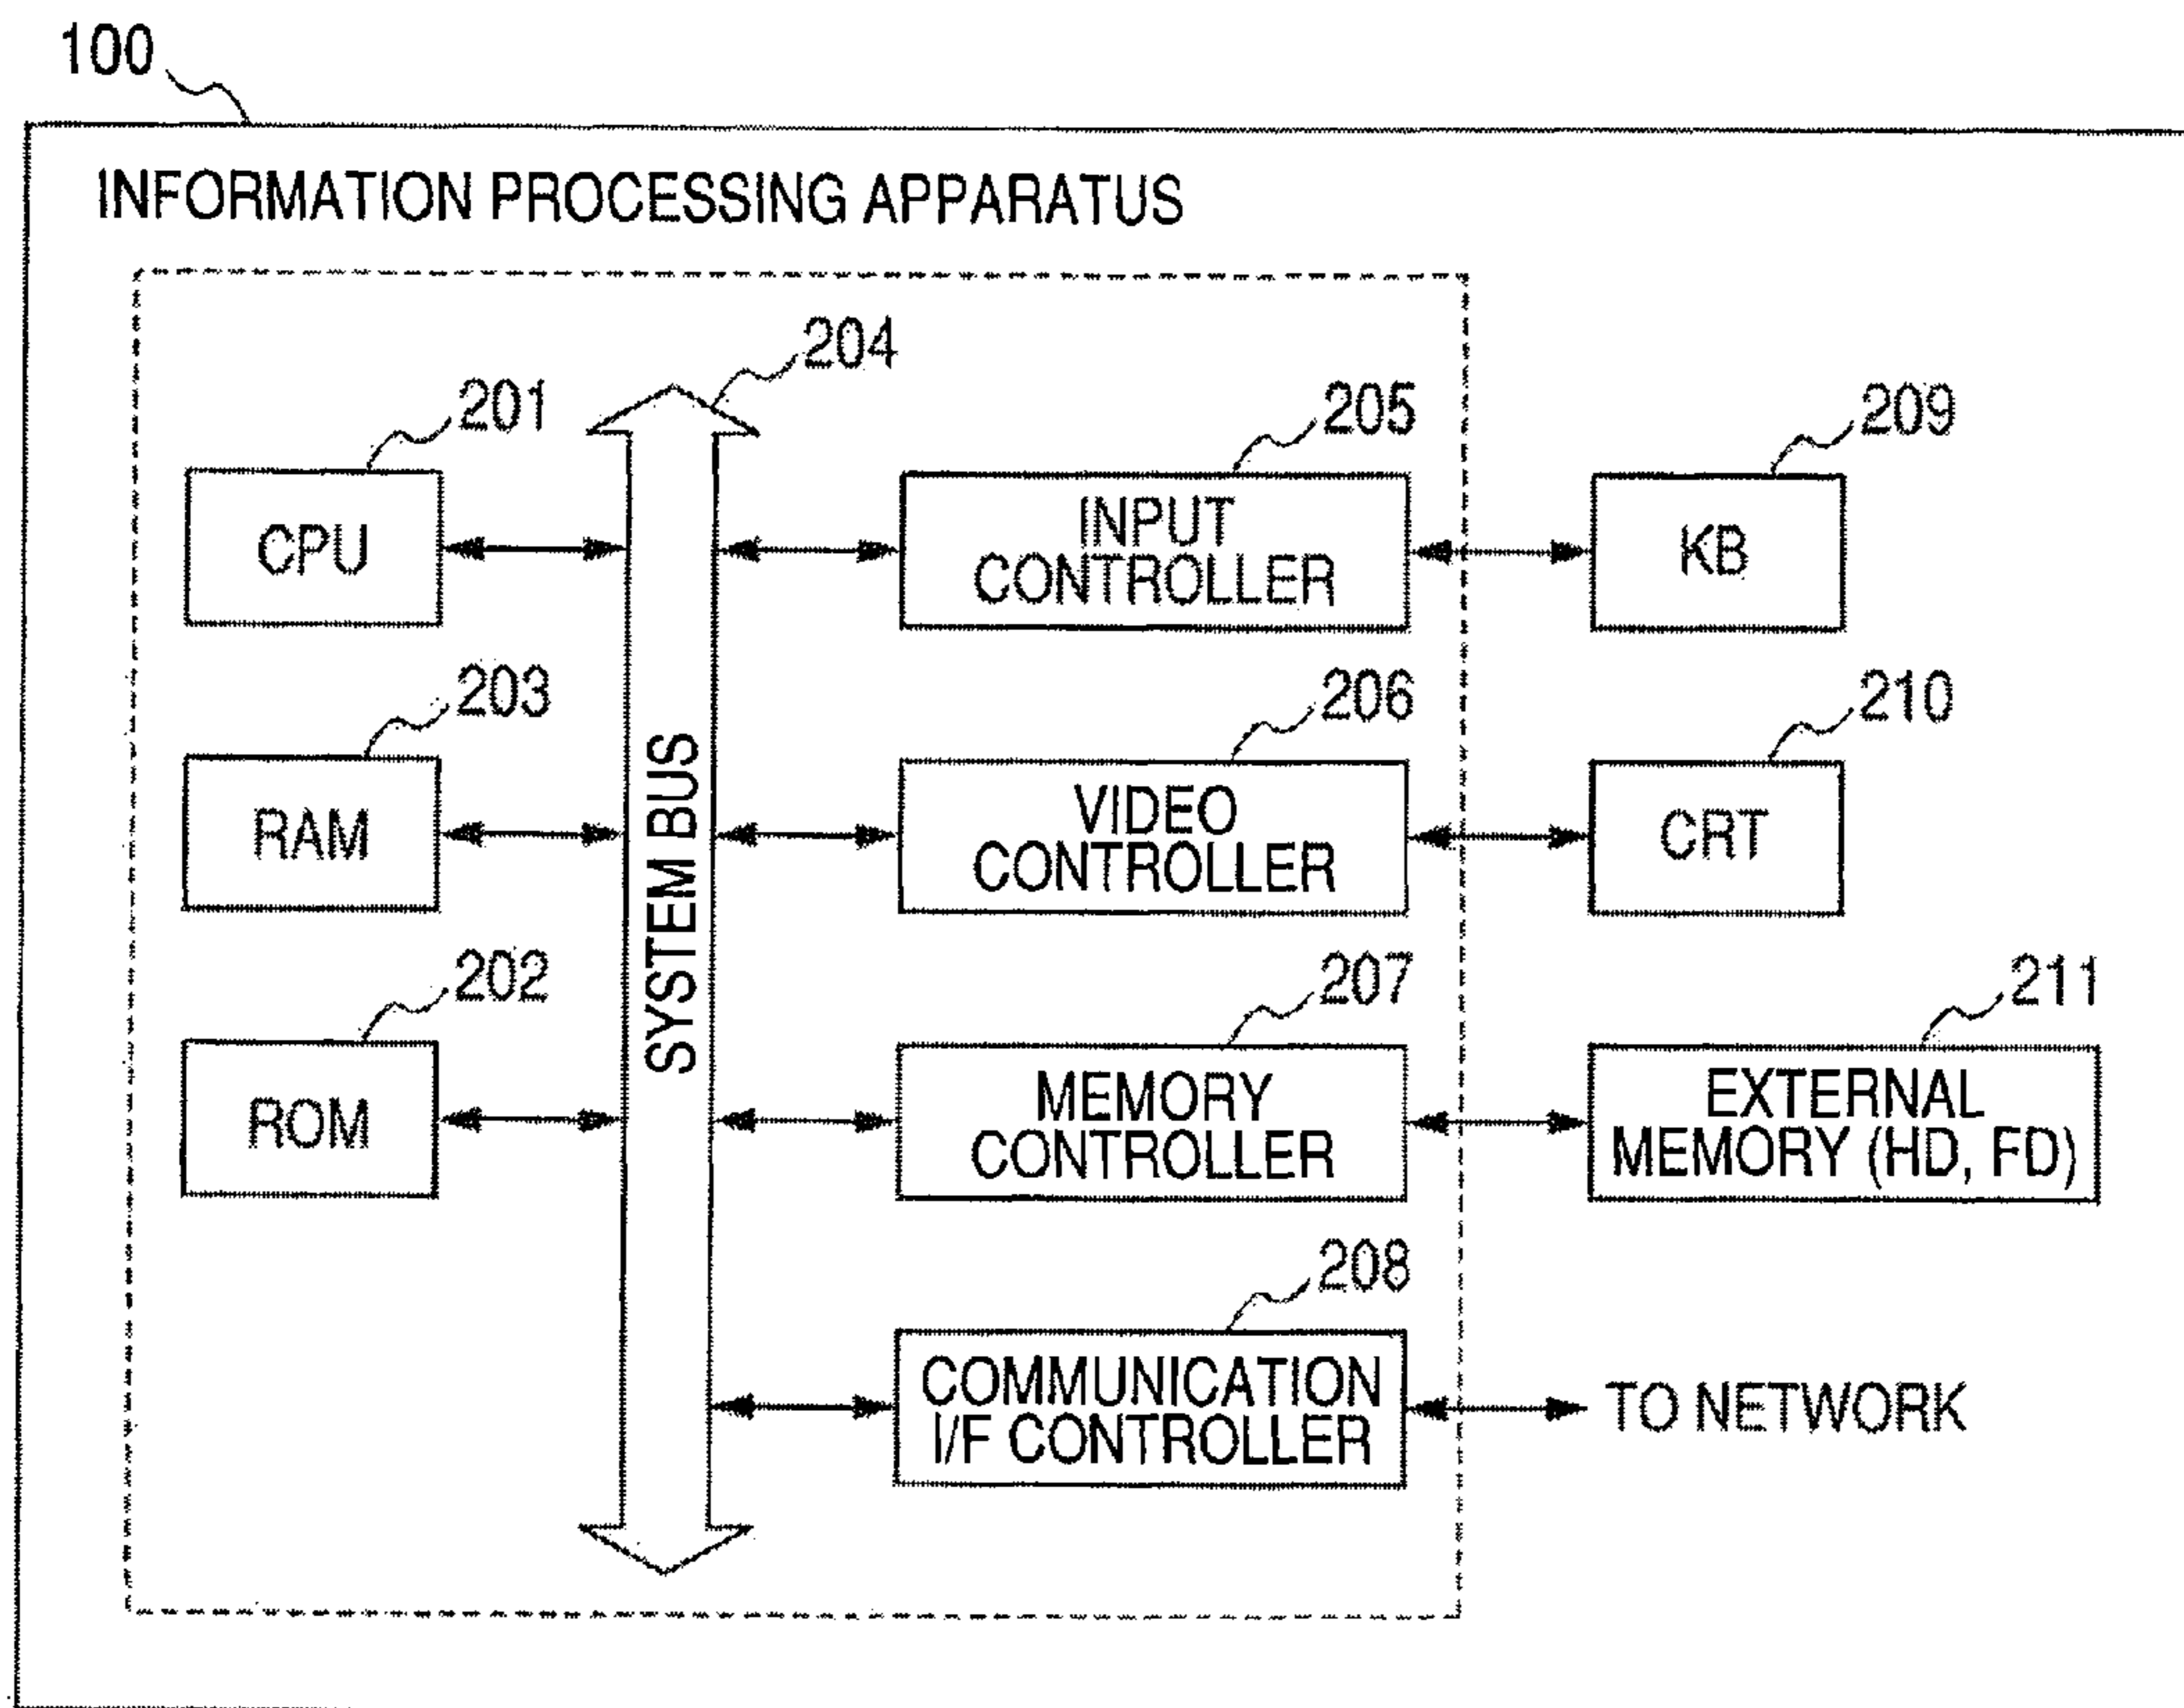 100
INFORMATION PROCESSING APPARATUS
204
201
205
209
CPU
INPUT
CONTROLLER
KB
203
206
210
RAM
SYSTEM BUS
VIDEO
CONTROLLER
CRT
202
207
211
ROM
MEMORY
CONTROLLER
EXTERNAL
MEMORY (HD, FD)
208
COMMUNICATION
I/F CONTROLLER
TO NETWORK